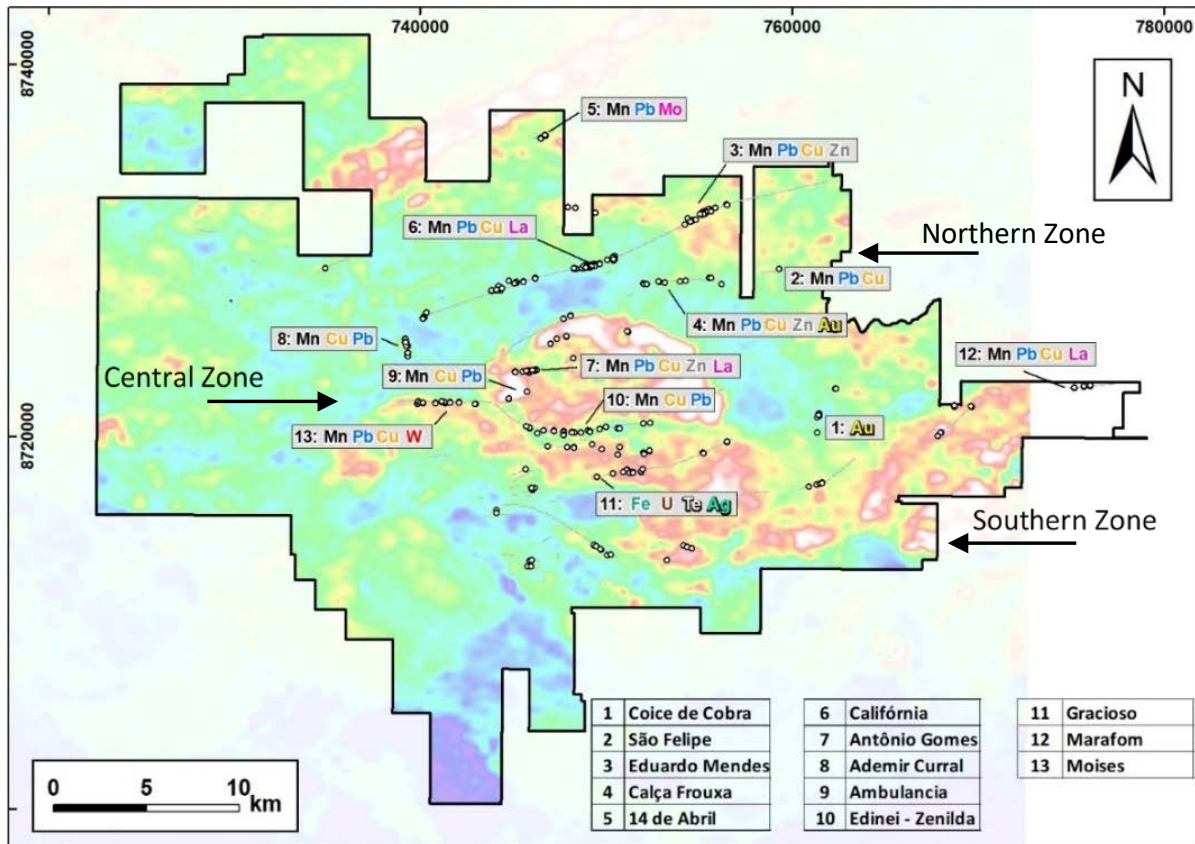 740000
760000
780000
8740000
N
5: Mn Pb Mo
3: Mn Pb Cu Zn
6: Mn Pb Cu La
Northern Zone
2: Mn Pb Cu
4: Mn Pb Cu Zn Au
8: Mn Cu Pb
12: Mn Pb Cu La
Central Zone
9: Mn Cu Pb
7: Mn Pb Cu Zn La
10: Mn Cu Pb
13: Mn Pb Cu W
1: Au
8720000
11: Fe U Te Ag
Southern Zone
1 Coice de Cobra
2 São Felipe
3 Eduardo Mendes
4 Calça Frouxa
5 14 de Abril
6 Califórnia
7 Antônio Gomes
8 Ademir Curral
9 Ambulancia
10 Edinei - Zenilda
11 Gracioso
12 Marafom
13 Moises
0 5 10
km